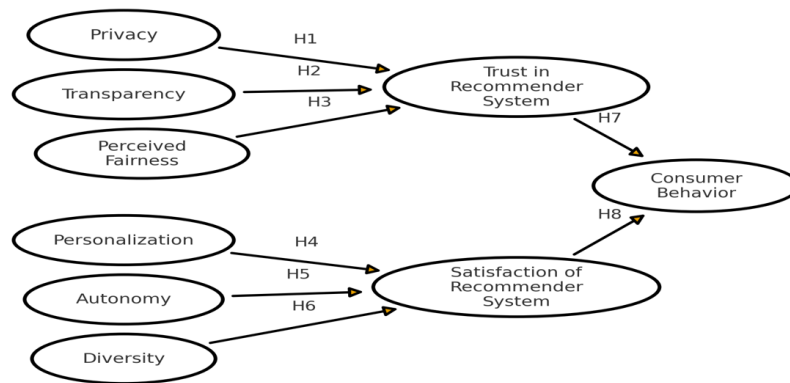 Privacy
H1
Transparency
H2
Perceived
Fairness
H3
Trust in
Recommender
System
H7
Personalization
H4
Autonomy
H5
Diversity
H6
Satisfaction of
Recommender
System
H8
Consumer
Behavior